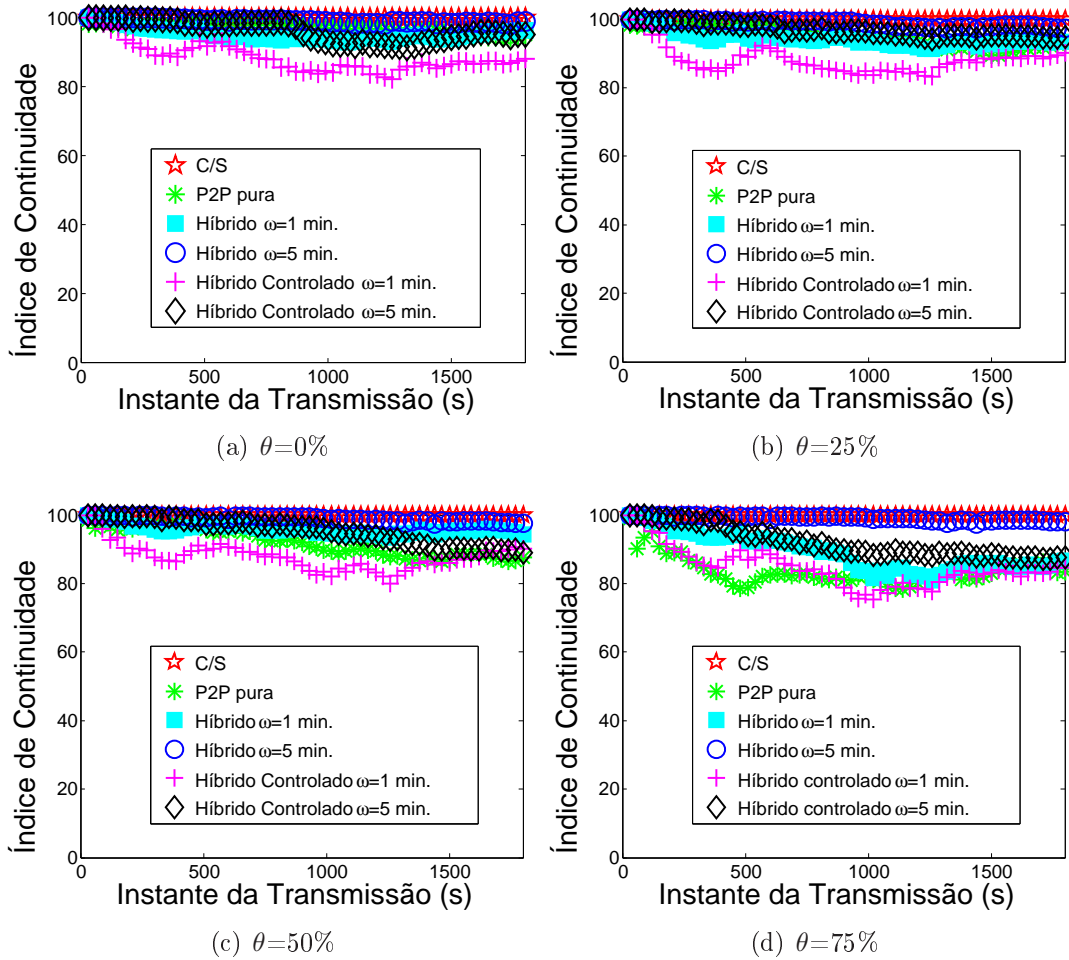 100
80
60
40
20
0
Índice de Continuidade
C/S
P2P pura
Híbrido ω=1 min.
Híbrido ω=5 min.
Híbrido Controlado ω=1 min.
Híbrido Controlado ω=5 min.
0 500 1000 1500
Instante da Transmissão (s)
(a) θ=0%
100
80
60
40
20
0
Índice de Continuidade
C/S
P2P pura
Híbrido ω=1 min.
Híbrido ω=5 min.
Híbrido Controlado ω=1 min.
Híbrido Controlado ω=5 min.
0 500 1000 1500
Instante da Transmissão (s)
(b) θ=25%
100
80
60
40
20
0
Índice de Continuidade
C/S
P2P pura
Híbrido ω=1 min.
Híbrido ω=5 min.
Híbrido Controlado ω=1 min.
Híbrido Controlado ω=5 min.
0 500 1000 1500
Instante da Transmissão (s)
(c) θ=50%
100
80
60
40
20
0
Índice de Continuidade
C/S
P2P pura
Híbrido ω=1 min.
Híbrido ω=5 min.
Híbrido controlado ω=1 min.
Híbrido controlado ω=5 min.
0 500 1000 1500
Instante da Transmissão (s)
(d) θ=75%